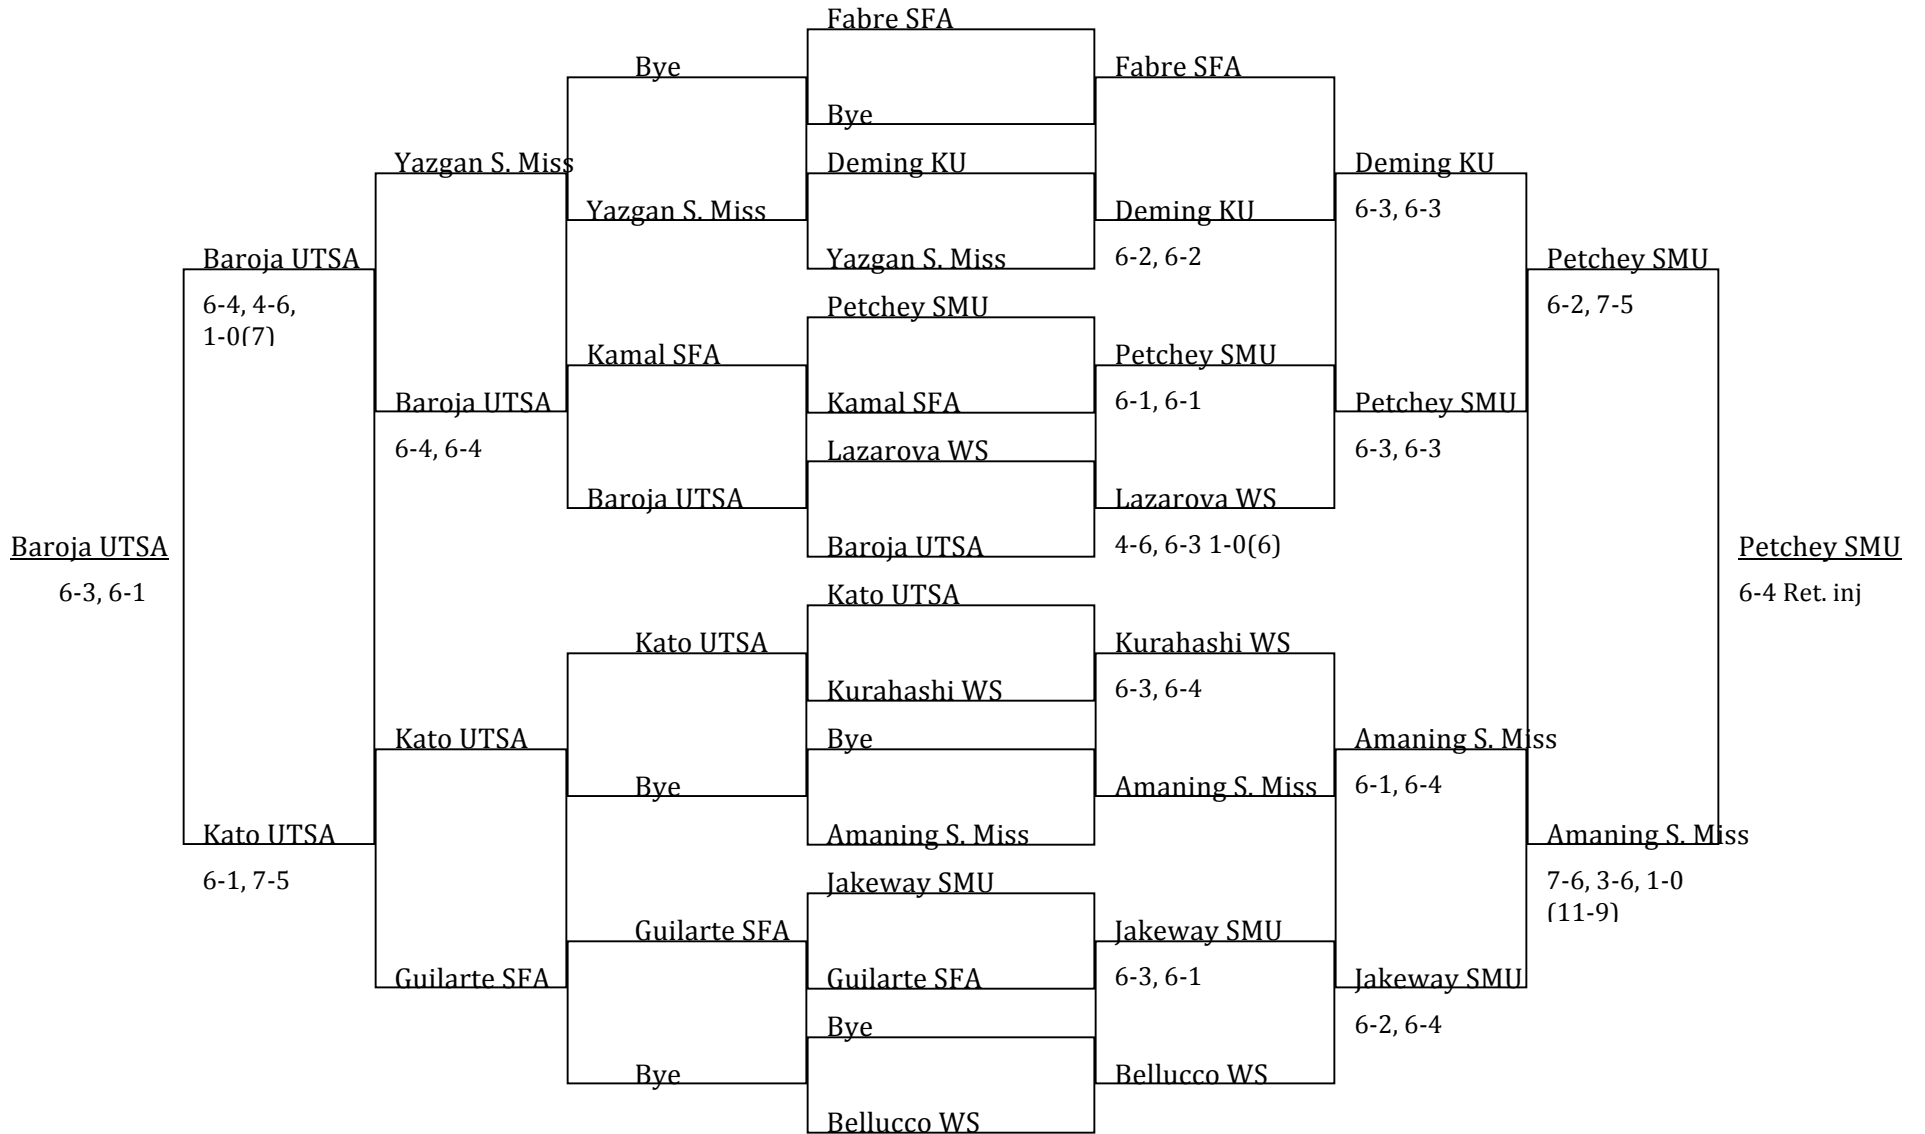 Fabre SFA
Bye
Fabre SFA
Bye
Yazgan S. Miss
Deming KU
Deming KU
Yazgan S. Miss
Deming KU
6-3, 6-3
Baroja UTSA
Yazgan S. Miss
6-2, 6-2
Petchey SMU
6-4, 4-6,
1-0(7)
Petchey SMU
6-2, 7-5
Kamal SFA
Petchey SMU
Baroja UTSA
Kamal SFA
6-1, 6-1
Petchey SMU
6-4, 6-4
Lazarova WS
6-3, 6-3
Baroja UTSA
Lazarova WS
Baroja UTSA
Baroja UTSA
4-6, 6-3 1-0(6)
Petchey SMU
6-3, 6-1
Kato UTSA
6-4 Ret. inj
Kato UTSA
Kurahashi WS
Kurahashi WS
6-3, 6-4
Kato UTSA
Bye
Amaning S. Miss
Bye
Amaning S. Miss
6-1, 6-4
Kato UTSA
Amaning S. Miss
Amaning S. Miss
6-1, 7-5
Jakeway SMU
7-6, 3-6, 1-0
(11-9)
Guilarte SFA
Jakeway SMU
Guilarte SFA
Guilarte SFA
6-3, 6-1
Jakeway SMU
Bye
6-2, 6-4
Bye
Bellucco WS
Bellucco WS